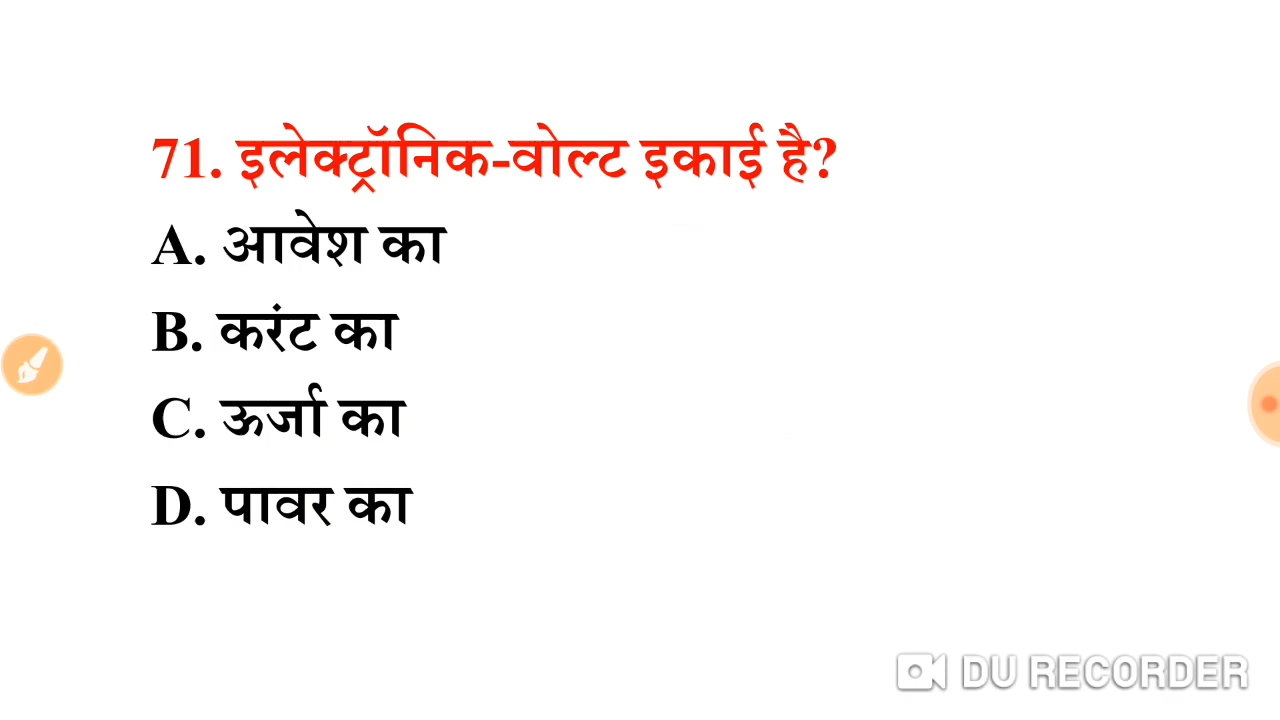 71. इलेक्ट्रॉनिक-वोल्ट इकाई है?
A. आवेश का
B. करंट का
C. ऊर्जा का
D. पावर का
DU RECORDER